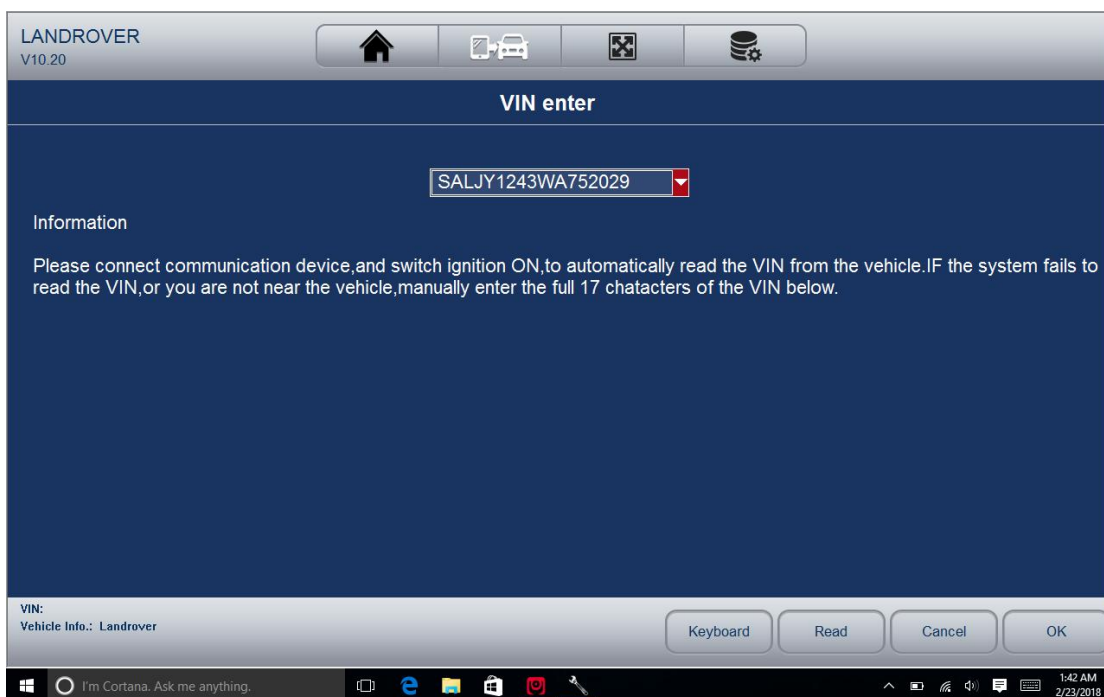 LANDROVER
V10.20
VIN enter
SALJY1243WA752029
Information
Please connect communication device,and switch ignition ON,to automatically read the VIN from the vehicle.IF the system fails to
read the VIN,or you are not near the vehicle,manually enter the full 17 chatacters of the VIN below.
VIN:
Vehicle Info.: Landrover
Keyboard
Read
Cancel
OK
I'm Cortana. Ask me anything.
1:42 AM
2/23/2018